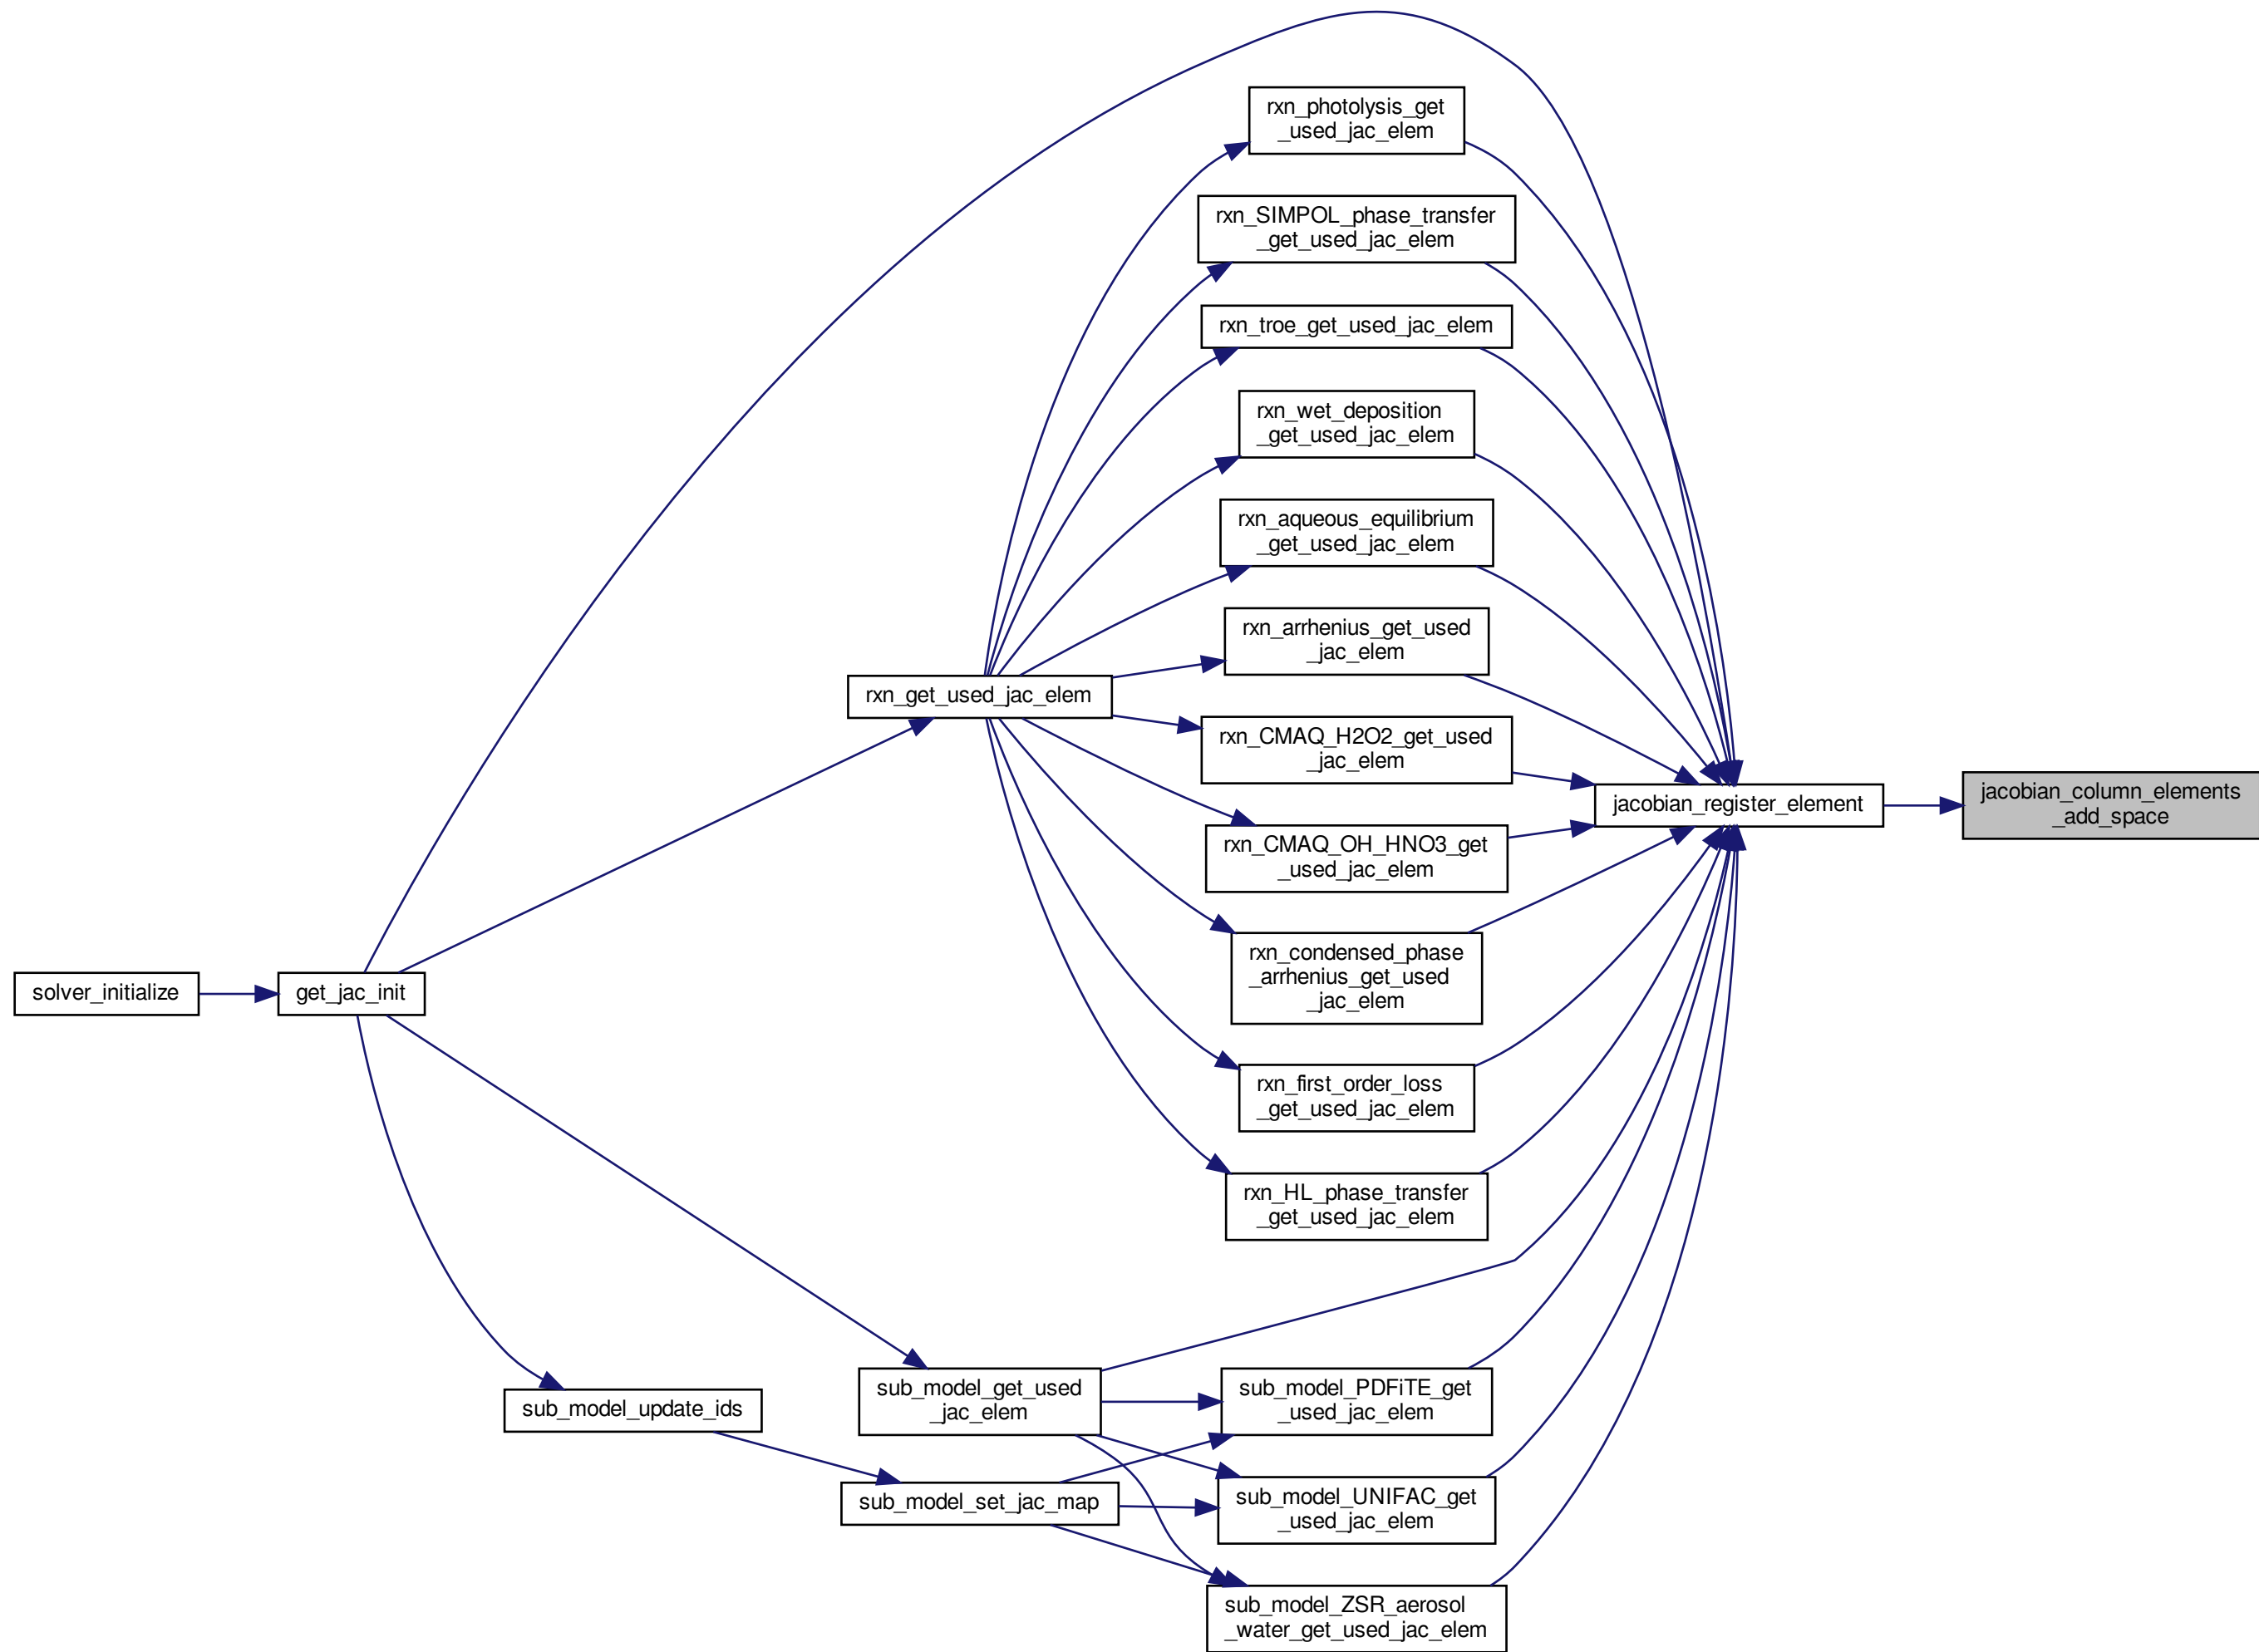 rxn_photolysis_get
_used_jac_elem
rxn_SIMPOL_phase_transfer
_get_used_jac_elem
rxn_troe_get_used_jac_elem
rxn_wet_deposition
_get_used_jac_elem
rxn_aqueous_equilibrium
_get_used_jac_elem
rxn_arrhenius_get_used
_jac_elem
rxn_get_used_jac_elem
rxn_CMAQ_H2O2_get_used
_jac_elem
jacobian_register_element
jacobian_column_elements
_add_space
rxn_CMAQ_OH_HNO3_get
_used_jac_elem
rxn_condensed_phase
_arrhenius_get_used
_jac_elem
solver_initialize
get_jac_init
rxn_first_order_loss
_get_used_jac_elem
rxn_HL_phase_transfer
_get_used_jac_elem
sub_model_update_ids
sub_model_get_used
_jac_elem
sub_model_PDFiTE_get
_used_jac_elem
sub_model_set_jac_map
sub_model_UNIFAC_get
_used_jac_elem
sub_model_ZSR_aerosol
_water_get_used_jac_elem